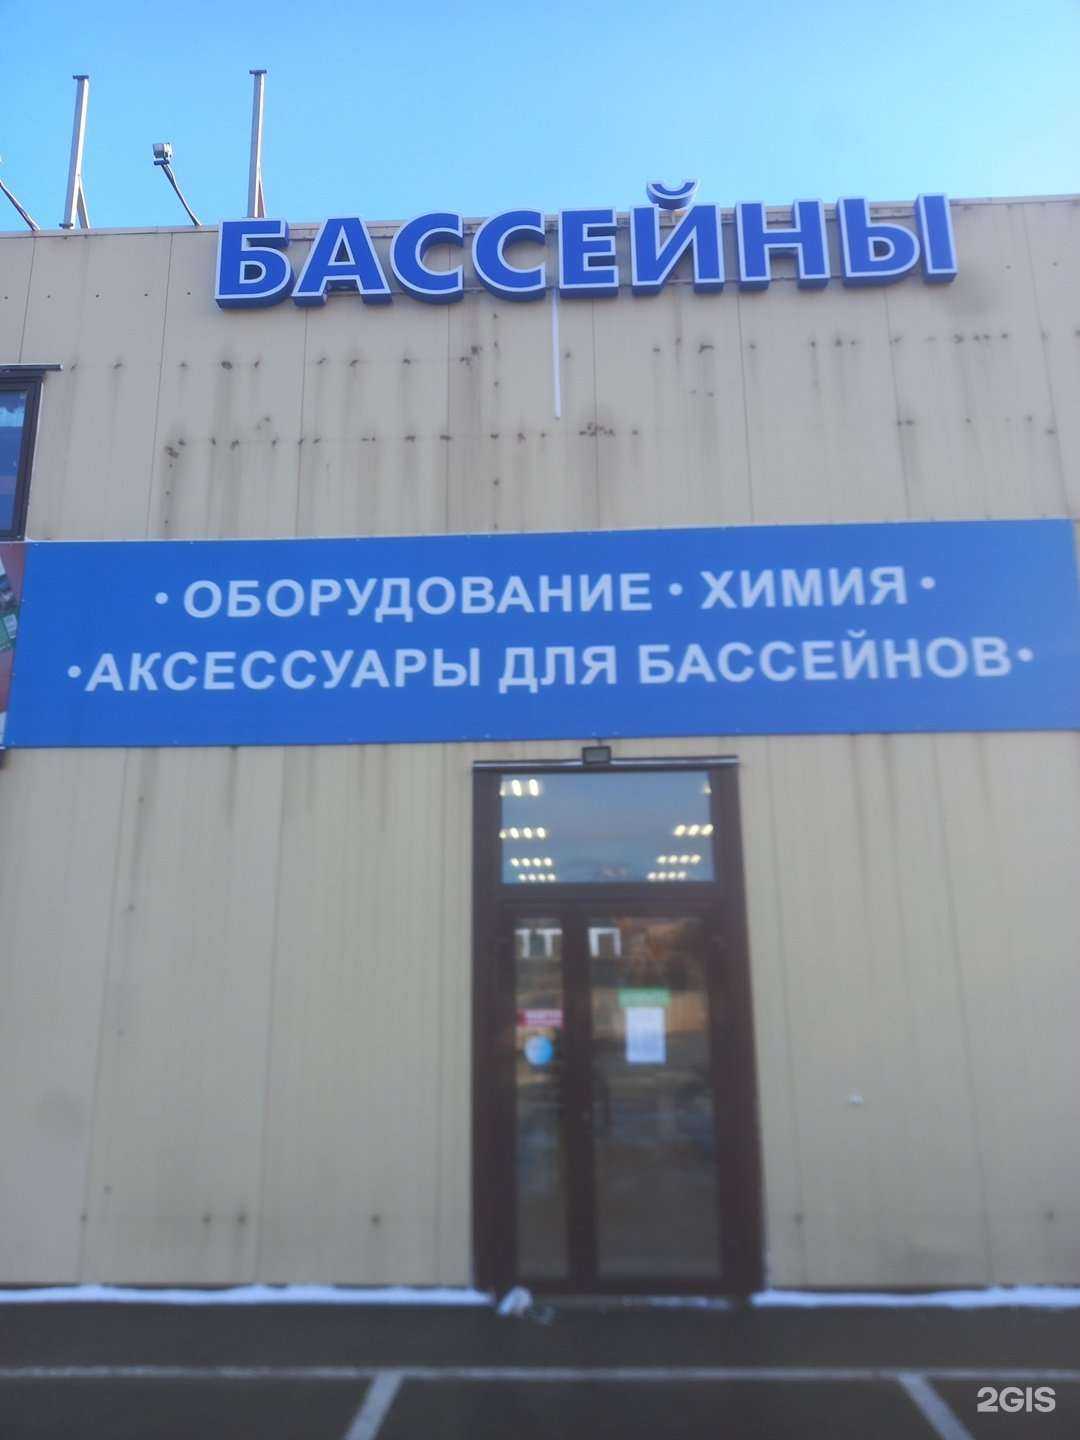 БАССЕЙНЫ
• ОБОРУДОВАНИЕ • ХИМИЯ •
• АКСЕССУАРЫ ДЛЯ БАССЕЙНОВ •
2GIS